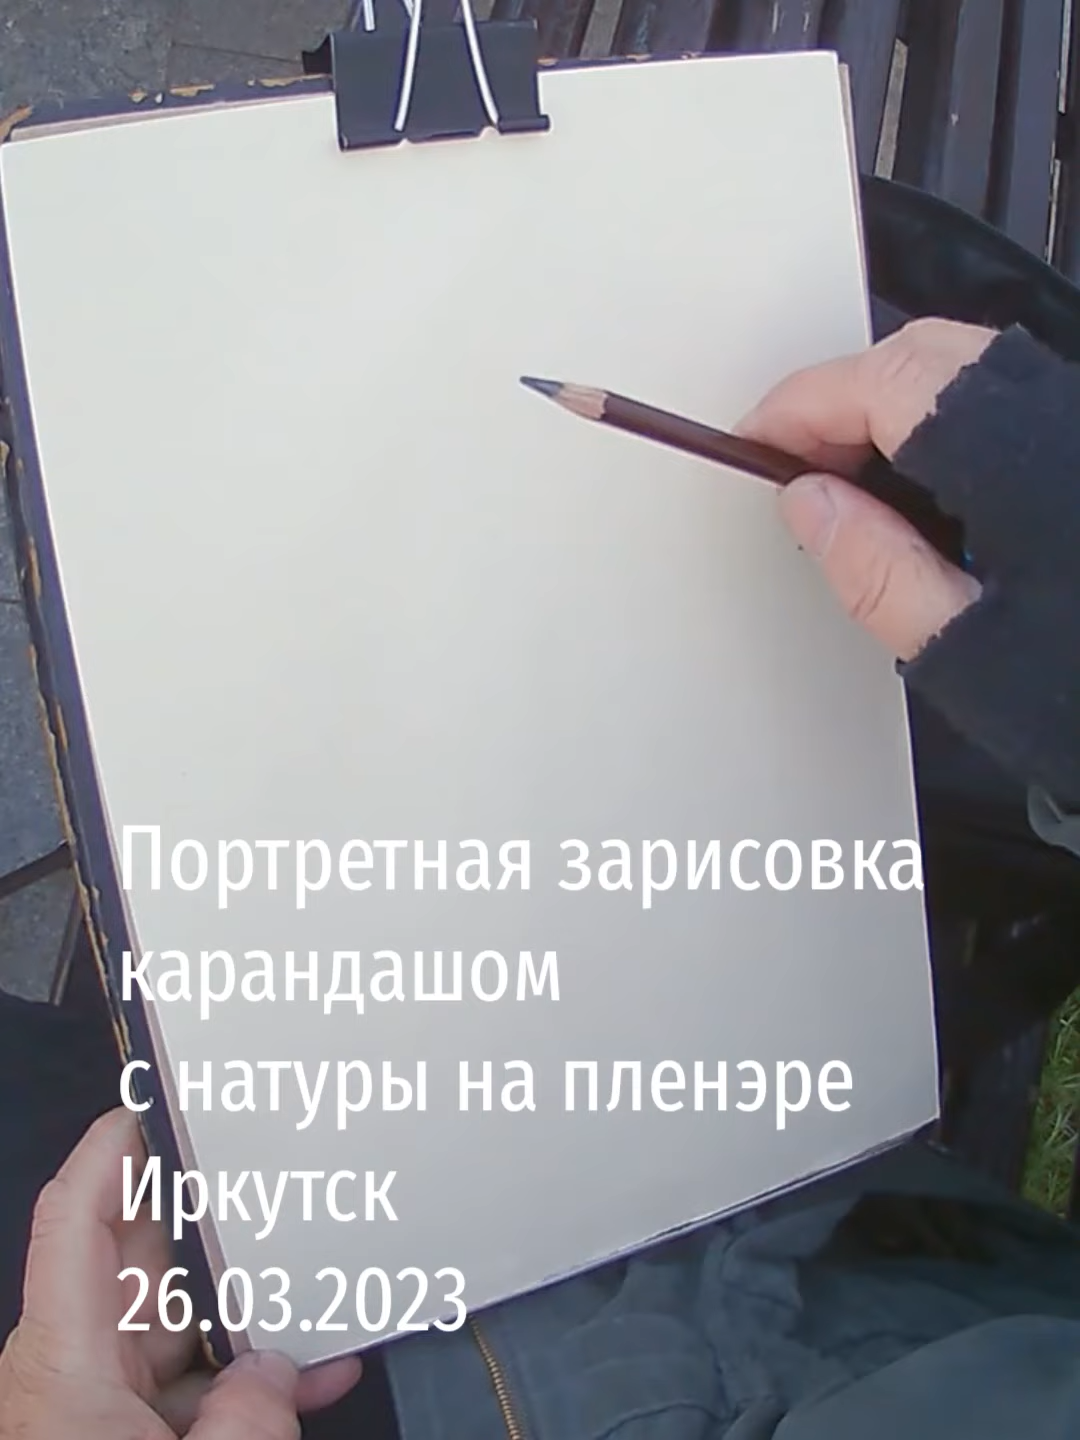 Портретная зарисовка
карандашом
с натуры на пленэре
Иркутск
26.03.2023